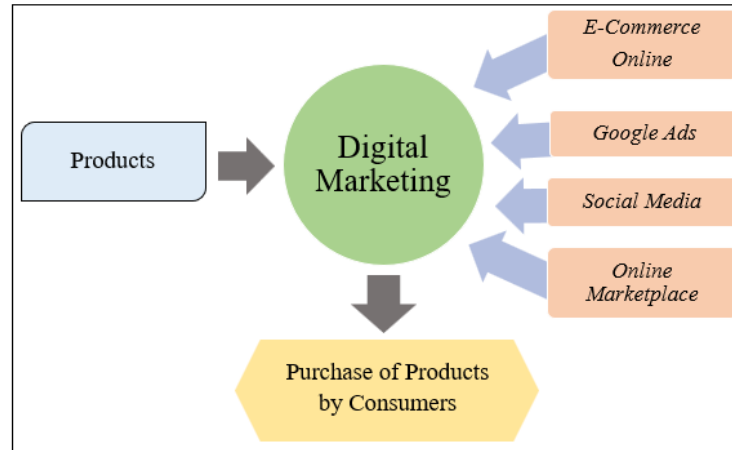 Products
Digital
Marketing
E-Commerce
Online
Google Ads
Social Media
Online
Marketplace
Purchase of Products
by Consumers